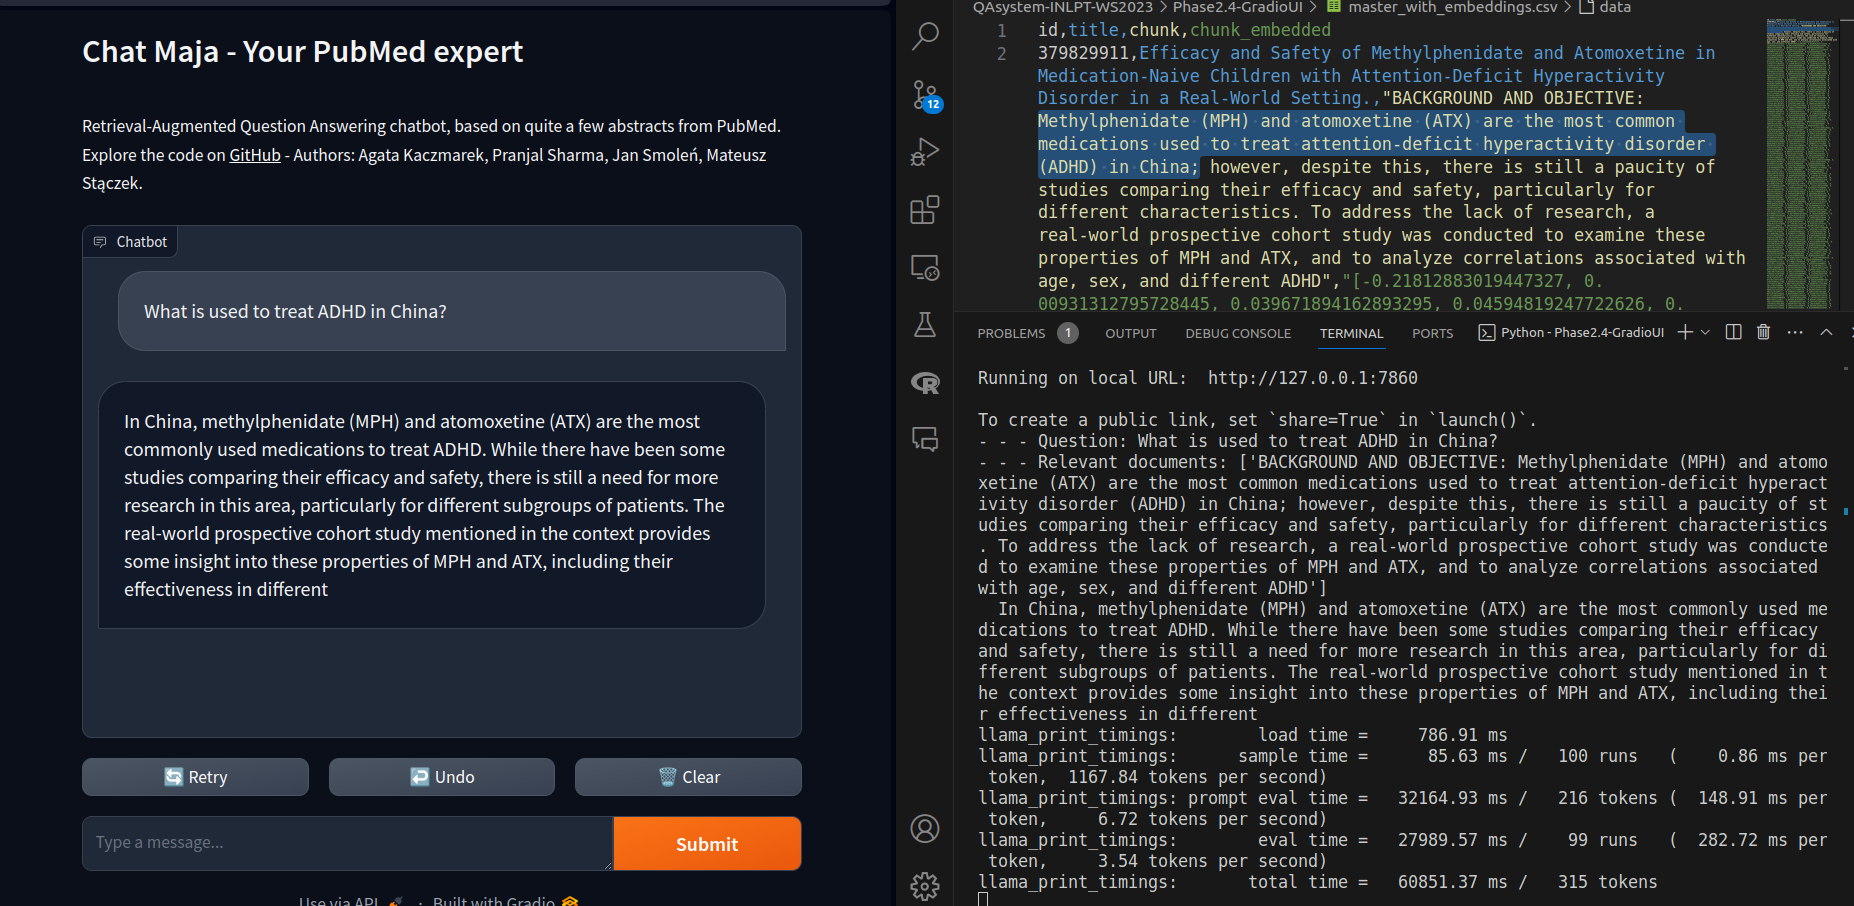 Chat Maja - Your PubMed expert
Retrieval-Augmented Question Answering chatbot, based on quite a few abstracts from PubMed.
Explore the code on GitHub - Authors: Agata Kaczmarek, Pranjal Sharma, Jan Smoleń, Mateusz
Stączek.
Chatbot
What is used to treat ADHD in China?
In China, methylphenidate (MPH) and atomoxetine (ATX) are the most
commonly used medications to treat ADHD. While there have been some
studies comparing their efficacy and safety, there is still a need for more
research in this area, particularly for different subgroups of patients. The
real-world prospective cohort study mentioned in the context provides
some insight into these properties of MPH and ATX, including their
effectiveness in different
Retry
Undo
Clear
Type a message...
Submit
Use via API · Built with Gradio
12
QAsystem-INLPT-WS2023 > Phase2.4-GradioUI > master_with_embeddings.csv > data
1 id,title,chunk,chunk_embedded
2 379829911,Efficacy and Safety of Methylphenidate and Atomoxetine in
Medication-Naive Children with Attention-Deficit Hyperactivity
Disorder in a Real-World Setting.,"BACKGROUND AND OBJECTIVE:
Methylphenidate (MPH) and atomoxetine (ATX) are the most common
medications used to treat attention-deficit hyperactivity disorder
(ADHD) in China; however, despite this, there is still a paucity of
studies comparing their efficacy and safety, particularly for
different characteristics. To address the lack of research, a
real-world prospective cohort study was conducted to examine these
properties of MPH and ATX, and to analyze correlations associated with
age, sex, and different ADHD","[-0.21812883019447327, 0.
00931312795728445, 0.039671894162893295, 0.04594819247722626, 0.
PROBLEMS 1 OUTPUT DEBUG CONSOLE TERMINAL PORTS Python - Phase2.4-GradioUI
Running on local URL:  http://127.0.0.1:7860
To create a public link, set `share=True` in `launch()`.
- - - Question: What is used to treat ADHD in China?
- - - Relevant documents: ['BACKGROUND AND OBJECTIVE: Methylphenidate (MPH) and atomo
xetine (ATX) are the most common medications used to treat attention-deficit hyperact
ivity disorder (ADHD) in China; however, despite this, there is still a paucity of st
udies comparing their efficacy and safety, particularly for different characteristics
. To address the lack of research, a real-world prospective cohort study was conducte
d to examine these properties of MPH and ATX, and to analyze correlations associated
with age, sex, and different ADHD']
In China, methylphenidate (MPH) and atomoxetine (ATX) are the most commonly used me
dications to treat ADHD. While there have been some studies comparing their efficacy
and safety, there is still a need for more research in this area, particularly for di
fferent subgroups of patients. The real-world prospective cohort study mentioned in t
he context provides some insight into these properties of MPH and ATX, including thei
r effectiveness in different
llama_print_timings:        load time =     786.91 ms
llama_print_timings:      sample time =      85.63 ms /   100 runs   (    0.86 ms per
token,  1167.84 tokens per second)
llama_print_timings: prompt eval time =   32164.93 ms /   216 tokens (  148.91 ms per
token,     6.72 tokens per second)
llama_print_timings:        eval time =   27989.57 ms /    99 runs   (  282.72 ms per
token,     3.54 tokens per second)
llama_print_timings:       total time =   60851.37 ms /   315 tokens